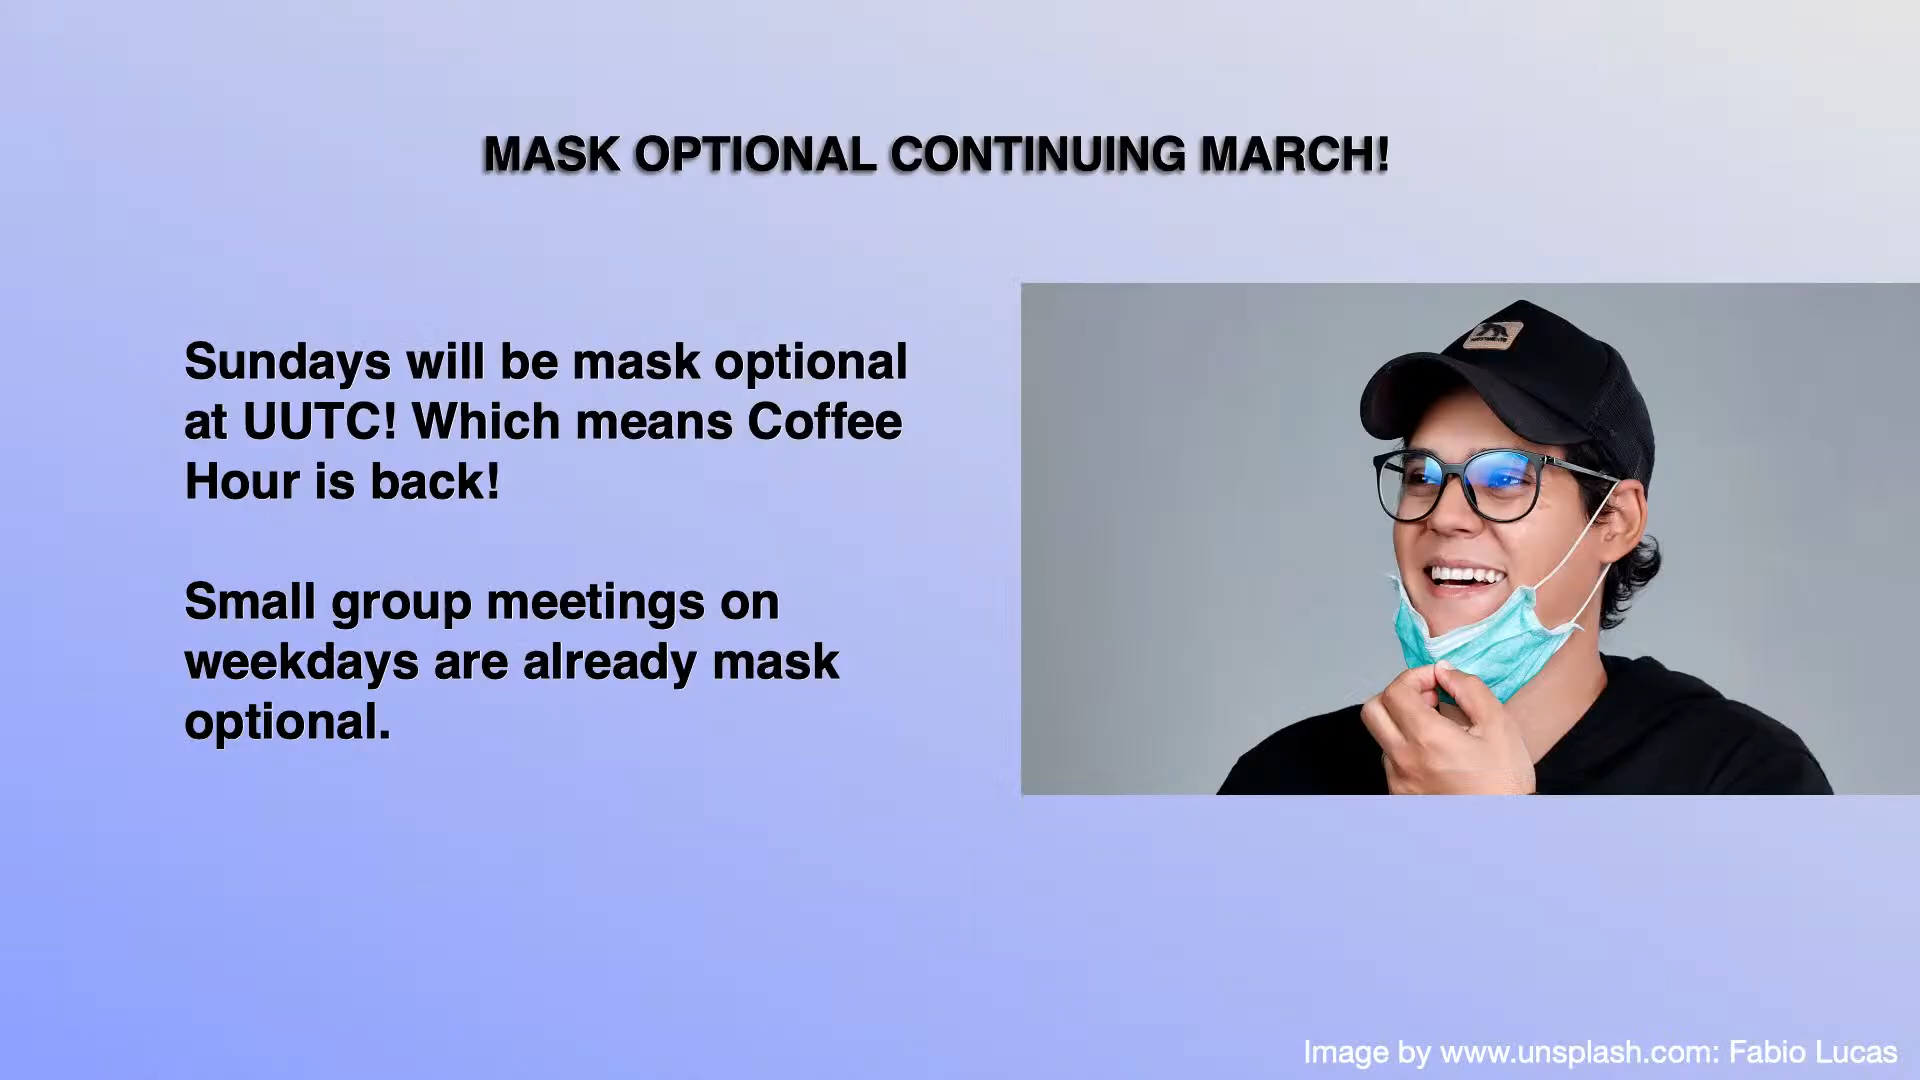 MASK OPTIONAL CONTINUING MARCH!
Sundays will be mask optional
at UUTC! Which means Coffee
Hour is back!
Small group meetings on
weekdays are already mask
optional.
Image by www.unsplash.com: Fabio Lucas